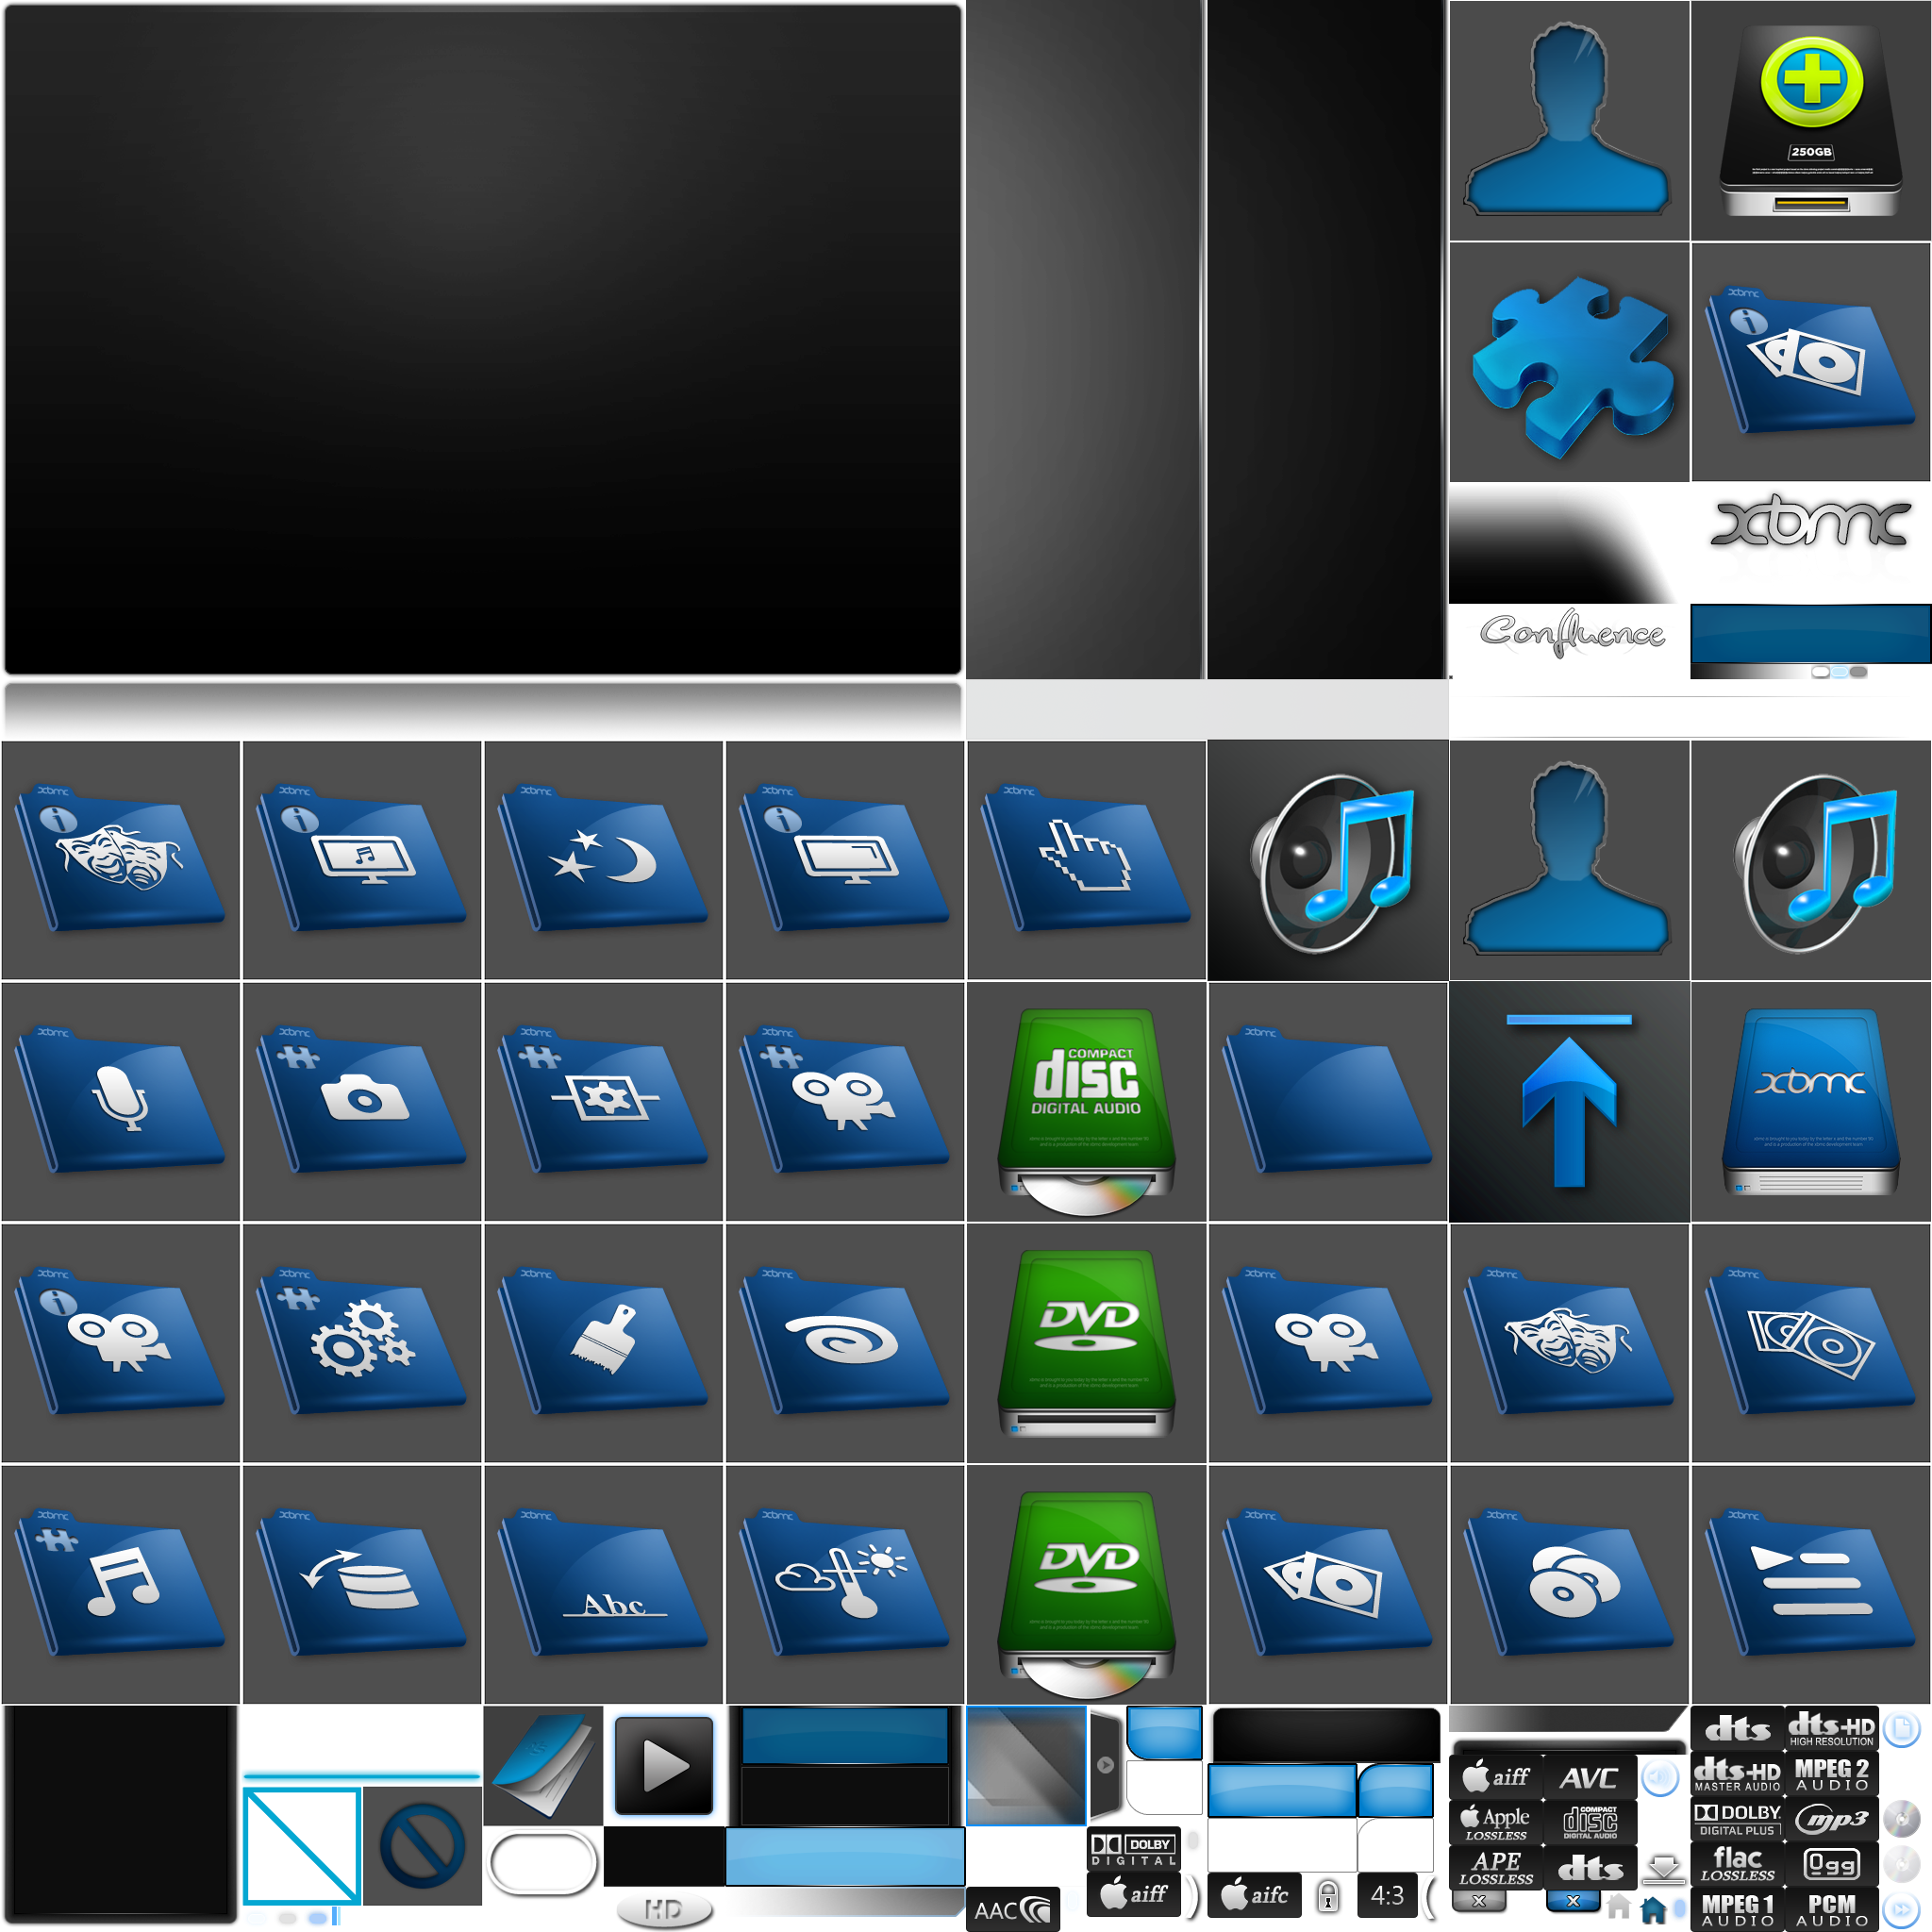 250GB
xbmc
xbmc
Confluence
xbmc
xbmc
xbmc
xbmc
xbmc
xbmc
xbmc
xbmc
xbmc
COMPACT
disc
DIGITAL AUDIO
xbmc
xbmc
xbmc
xbmc
xbmc
xbmc
DVD
xbmc
xbmc
xbmc
xbmc
xbmc
xbmc
Abc
xbmc
DVD
xbmc
xbmc
xbmc
dts
dts-HD
HIGH RESOLUTION
aiff
AVC
dts-HD
MASTER AUDIO
MPEG 2
AUDIO
Apple
LOSSLESS
COMPACT
disc
DIGITAL AUDIO
DOLBY
DIGITAL PLUS
mp3
DOLBY
DIGITAL
APE
LOSSLESS
dts
flac
LOSSLESS
Ogg
HD
AAC
aiff
aifc
4:3
X
X
MPEG 1
AUDIO
PCM
AUDIO